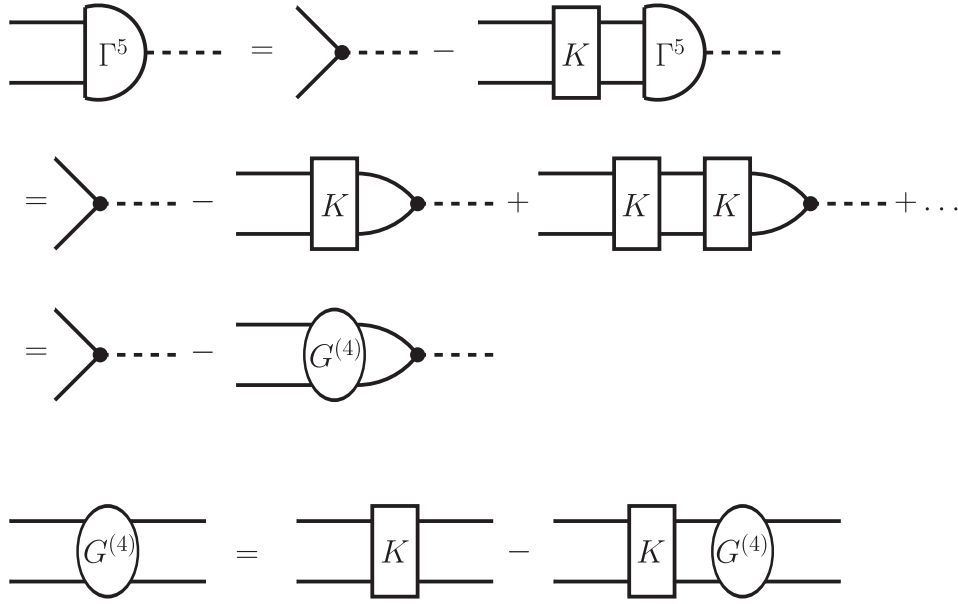 Γ⁵ = − K Γ⁵
= − K + K K + ...
= − G⁽⁴⁾
G⁽⁴⁾ = K − K G⁽⁴⁾